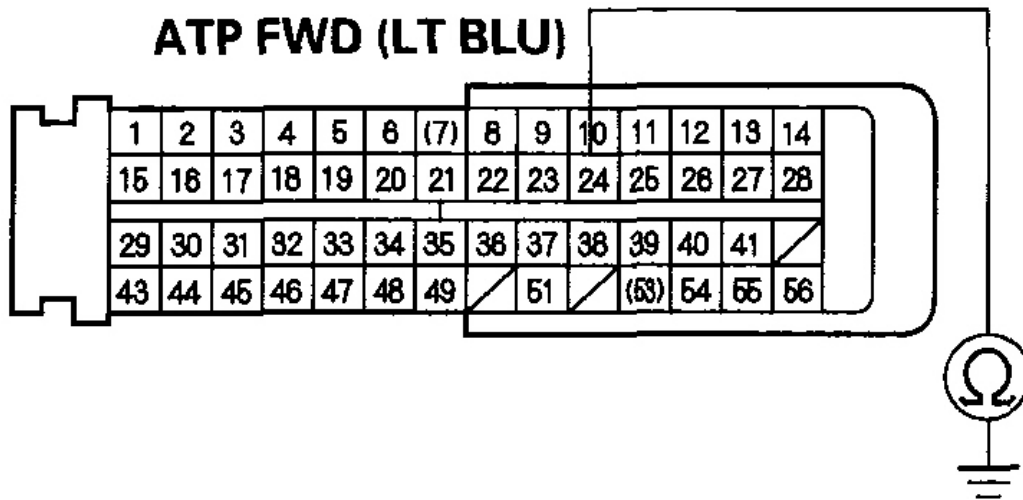 ATP FWD (LT BLU)
1 2 3 4 5 6 (7) 8 9 10 11 12 13 14
15 16 17 18 19 20 21 22 23 24 25 26 27 28
29 30 31 32 33 34 35 36 37 38 39 40 41
43 44 45 46 47 48 49 51 (53) 54 55 56
Ω